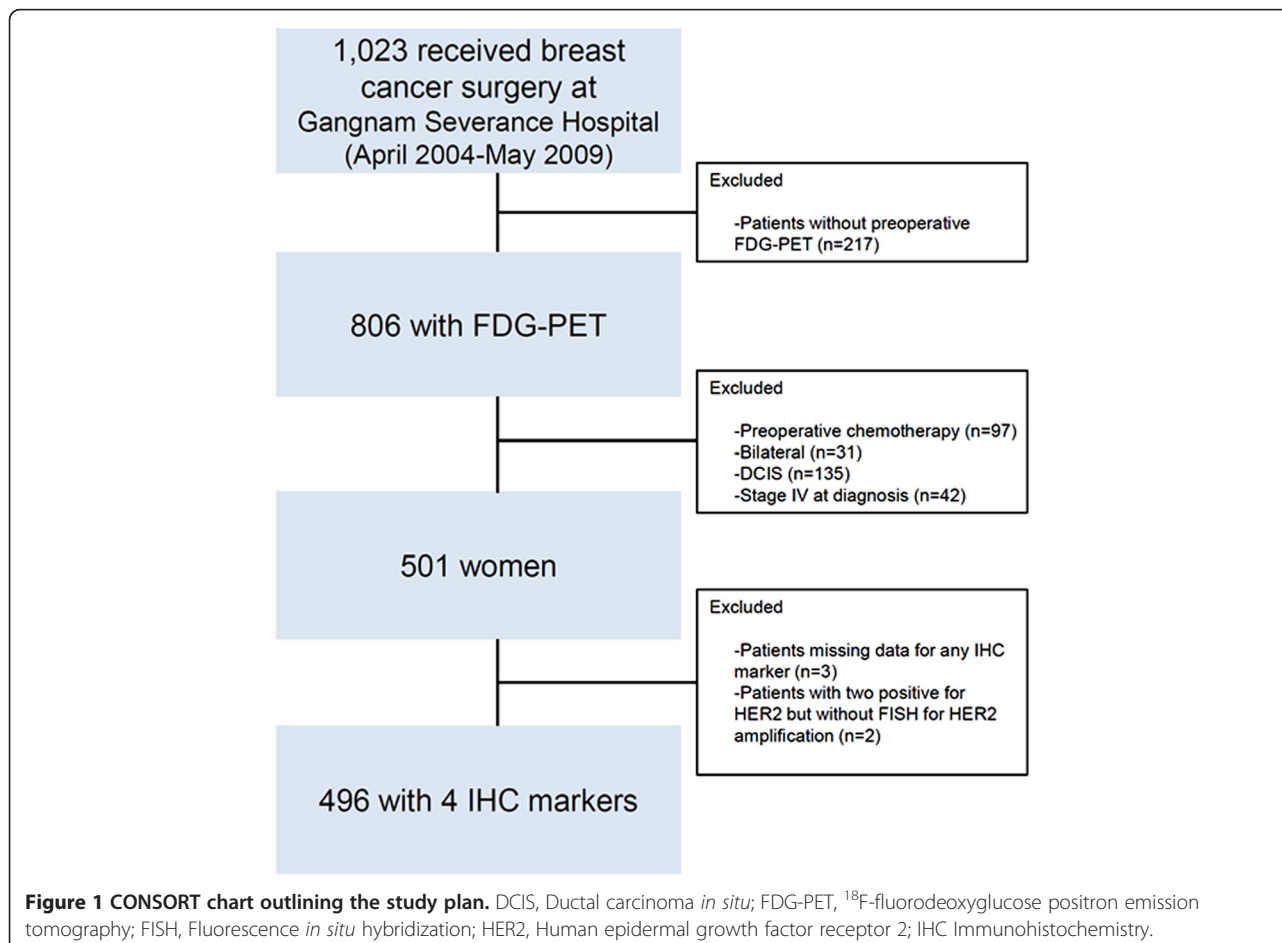 1,023 received breast
cancer surgery at
Gangnam Severance Hospital
(April 2004-May 2009)
Excluded
-Patients without preoperative
FDG-PET (n=217)
806 with FDG-PET
Excluded
-Preoperative chemotherapy (n=97)
-Bilateral (n=31)
-DCIS (n=135)
-Stage IV at diagnosis (n=42)
501 women
Excluded
-Patients missing data for any IHC
marker (n=3)
-Patients with two positive for
HER2 but without FISH for HER2
amplification (n=2)
496 with 4 IHC markers
Figure 1 CONSORT chart outlining the study plan. DCIS, Ductal carcinoma in situ; FDG-PET, ¹⁸F-fluorodeoxyglucose positron emission
tomography; FISH, Fluorescence in situ hybridization; HER2, Human epidermal growth factor receptor 2; IHC Immunohistochemistry.